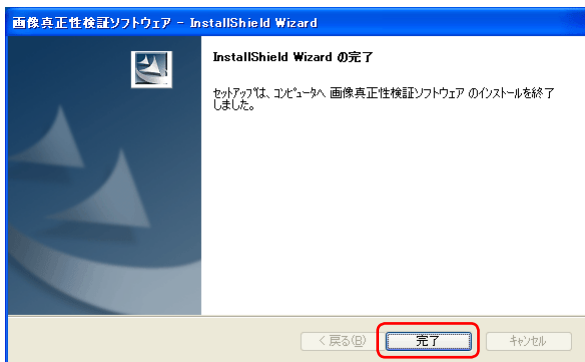 画像真正性検証ソフトウェア - InstallShield Wizard
InstallShield Wizard の完了
セットアップは、コンピュータへ 画像真正性検証ソフトウェア のインストールを終了
しました。
< 戻る(B)
完了
キャンセル